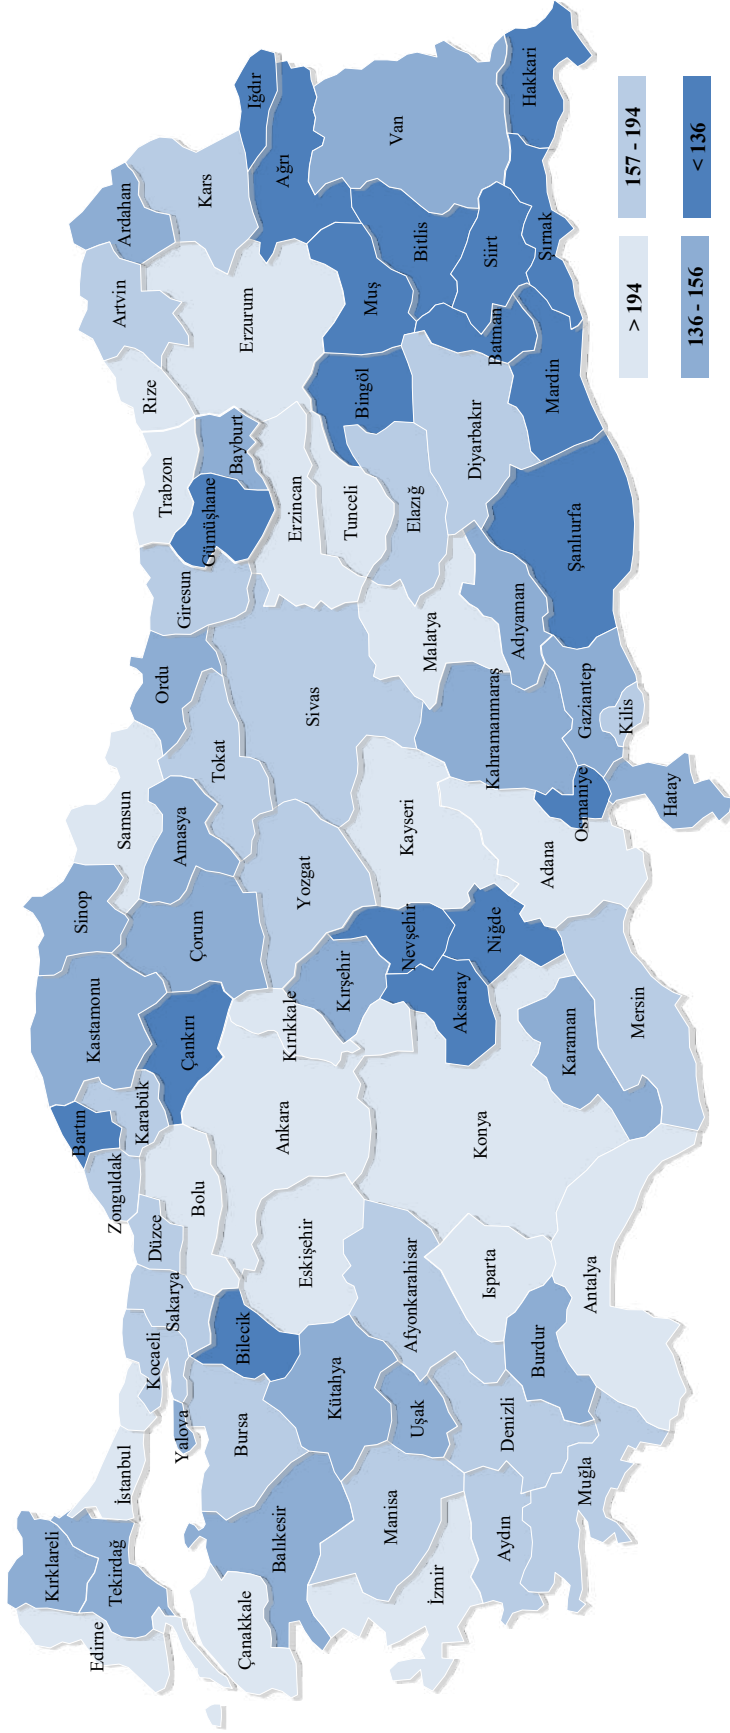 Kırklareli
Edirne
Tekirdağ
İstanbul
Çanakkale
Balıkesir
Yalova
Kocaeli
Sakarya
Düzce
Zonguldak
Bartın
Karabük
Kastamonu
Sinop
Samsun
Ordu
Giresun
Trabzon
Rize
Artvin
Ardahan
Bursa
Bilecik
Bolu
Çankırı
Çorum
Amasya
Tokat
Gümüşhane
Bayburt
Erzurum
Kars
Iğdır
Ağrı
Kütahya
Eskişehir
Ankara
Kırıkkale
Kırşehir
Yozgat
Sivas
Erzincan
Tunceli
Bingöl
Muş
Bitlis
Van
İzmir
Manisa
Uşak
Afyonkarahisar
Konya
Aksaray
Nevşehir
Niğde
Kayseri
Malatya
Elazığ
Diyarbakır
Batman
Siirt
Şırnak
Hakkari
Aydın
Denizli
Muğla
Burdur
Isparta
Antalya
Karaman
Mersin
Adana
Kahramanmaraş
Osmaniye
Hatay
Gaziantep
Kilis
Adıyaman
Şanlıurfa
Mardin
> 194
157 - 194
136 - 156
< 136